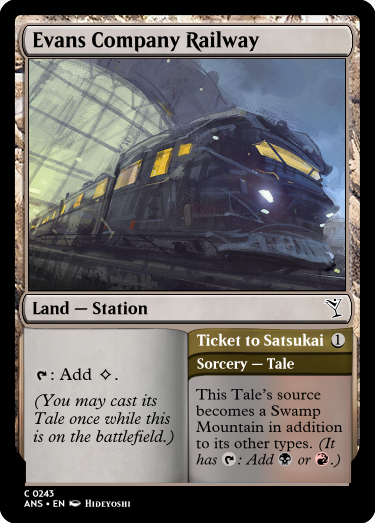 Evans Company Railway
Land — Station
: Add .
(You may cast its
Tale once while this
is on the battlefield.)
Ticket to Satsukai 1
Sorcery — Tale
This Tale's source
becomes a Swamp
Mountain in addition
to its other types. (It
has : Add or .)
C 0243
ANS • EN Hideyoshi